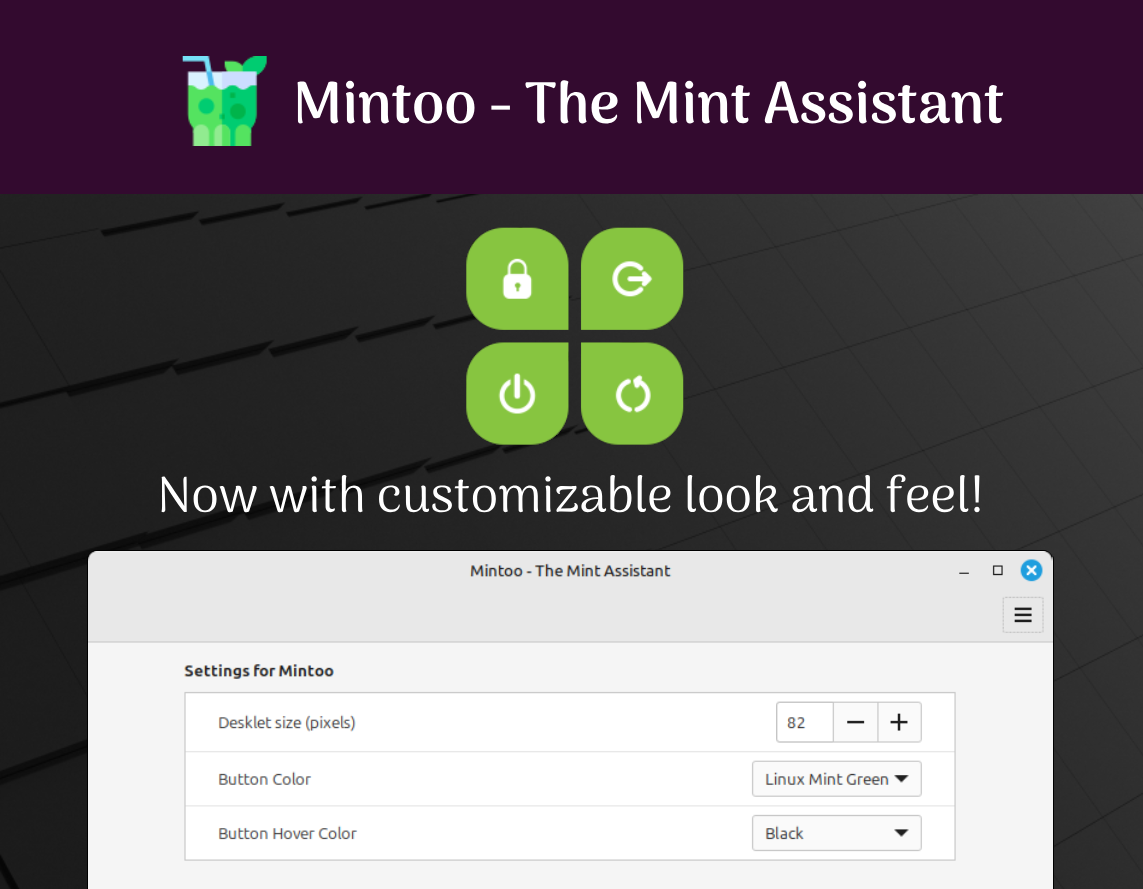 Mintoo - The Mint Assistant
Now with customizable look and feel!
Mintoo - The Mint Assistant
Settings for Mintoo
Desklet size (pixels) 82
Button Color Linux Mint Green
Button Hover Color Black